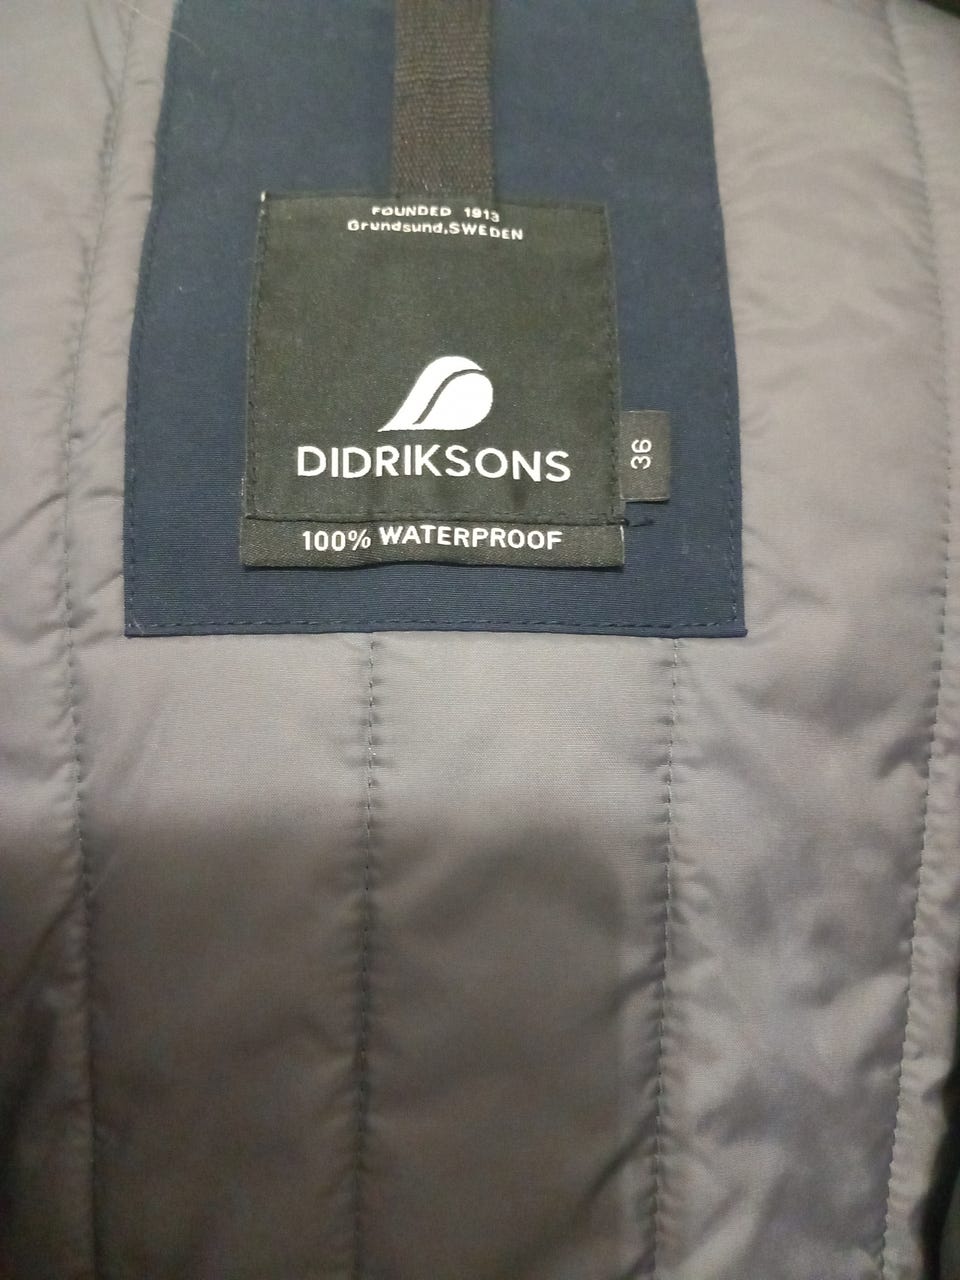 FOUNDED 1913
Grundsund,SWEDEN
DIDRIKSONS
36
100% WATERPROOF